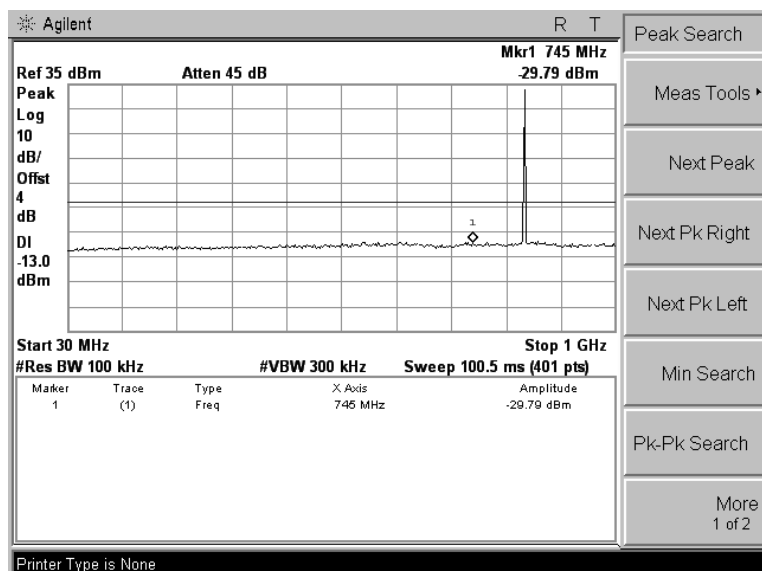 Agilent R T
Mkr1 745 MHz
Ref 35 dBm Atten 45 dB -29.79 dBm
Peak
Log
10
dB/
Offst
4
dB
DI
-13.0
dBm
1
Start 30 MHz Stop 1 GHz
#Res BW 100 kHz #VBW 300 kHz Sweep 100.5 ms (401 pts)
Marker Trace Type X Axis Amplitude
1 (1) Freq 745 MHz -29.79 dBm
Peak Search
Meas Tools
Next Peak
Next Pk Right
Next Pk Left
Min Search
Pk-Pk Search
More
1 of 2
Printer Type is None